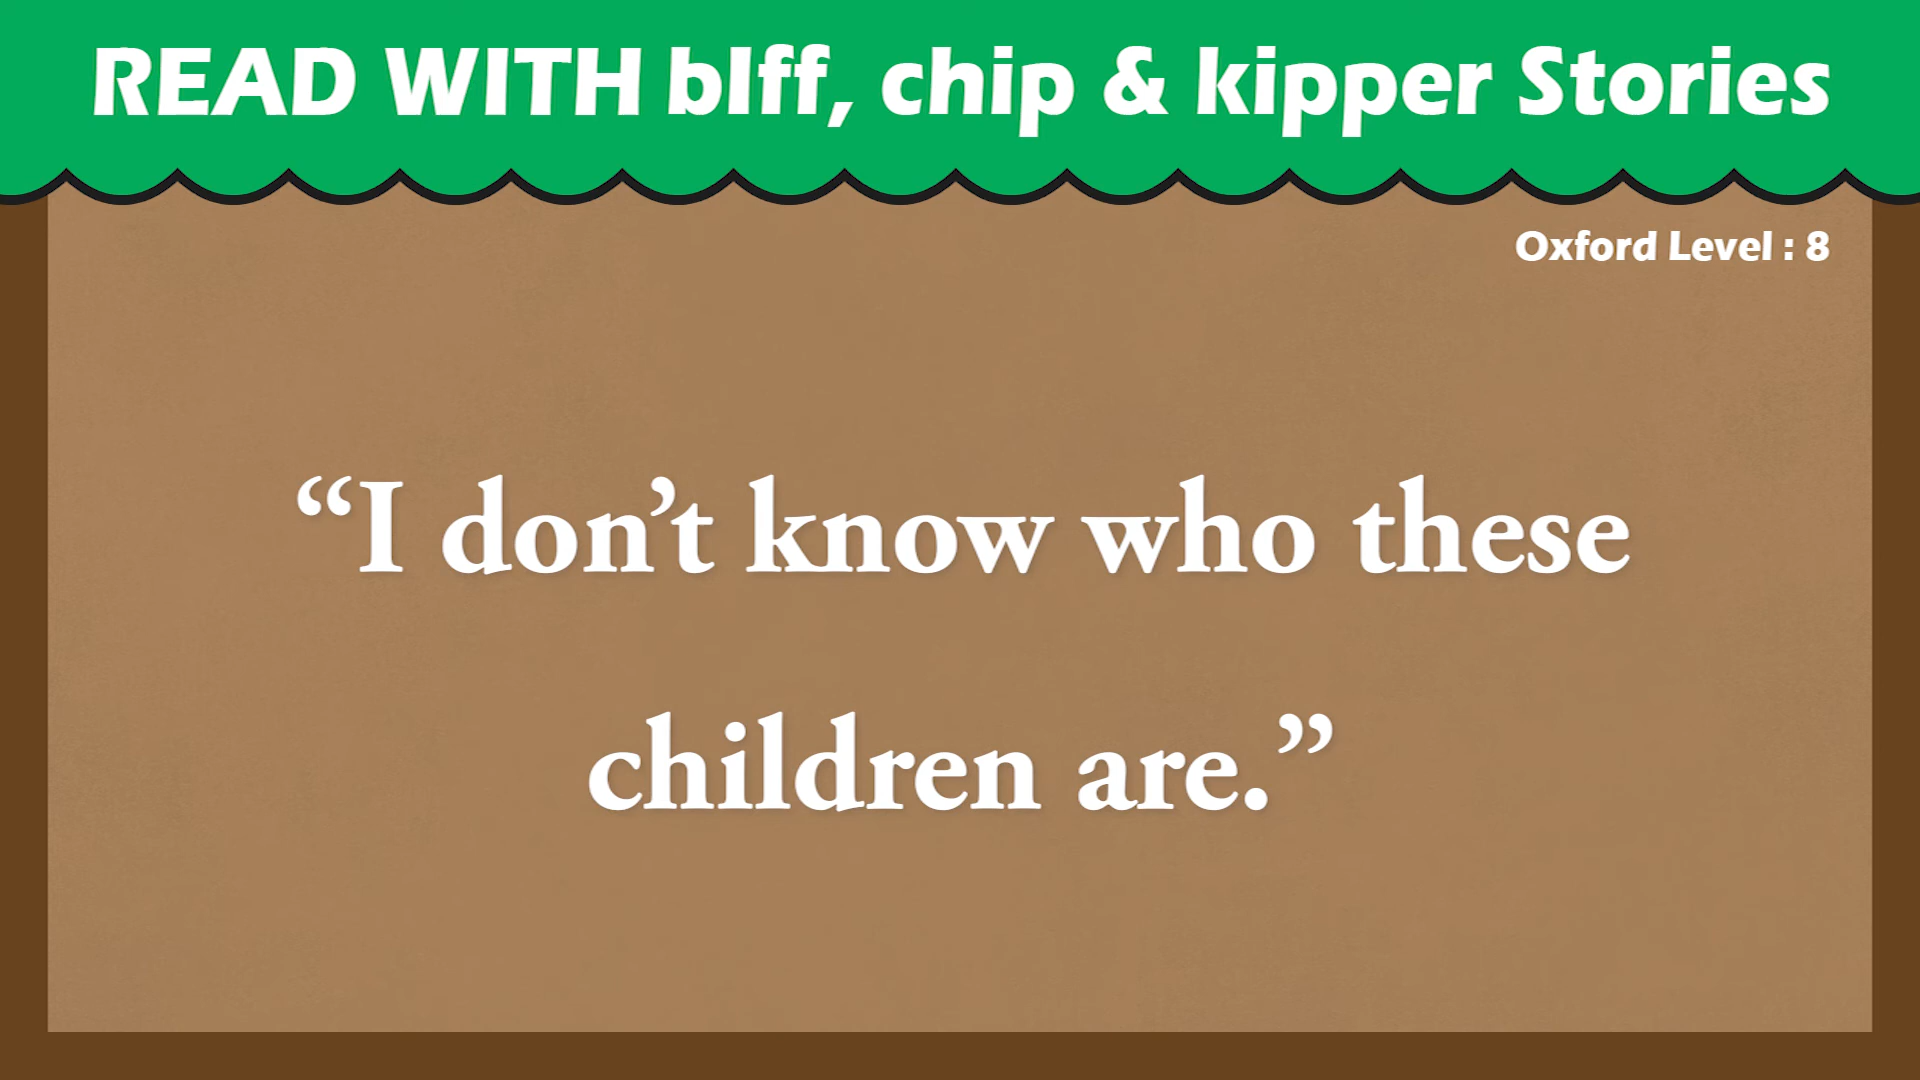 READ WITH bIff, chip & kipper Stories
Oxford Level : 8
“I don’t know who these
children are.”